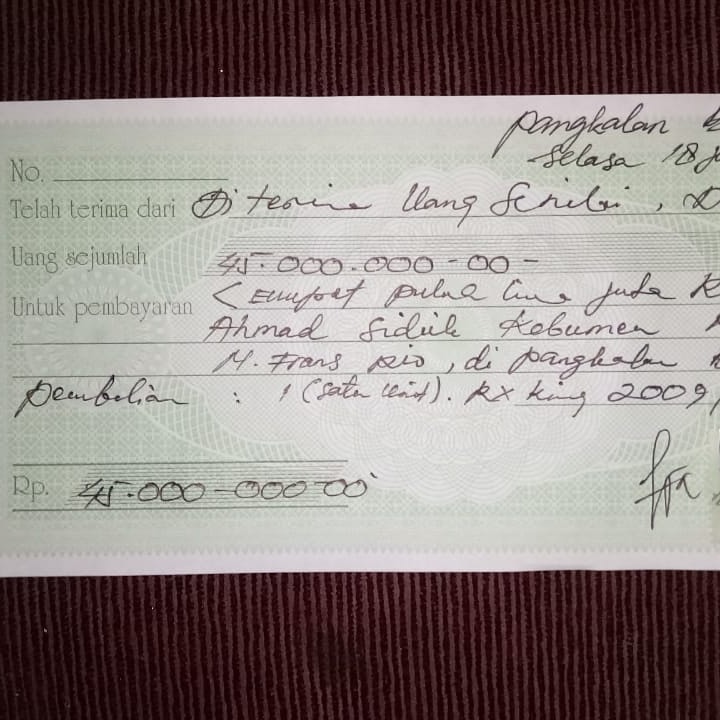 pangkalan
Selasa 18
No.
Telah terima dari Di terima Uang Senilai,
Uang sejumlah 45.000.000-00-
Untuk pembayaran < Empat puluh lima juta
Ahmad Sidik Kebumen
M. Frans Rio, di pangkalan
pembelian : 1 (satu unit). RX King 2009
Rp. 45.000-000-00